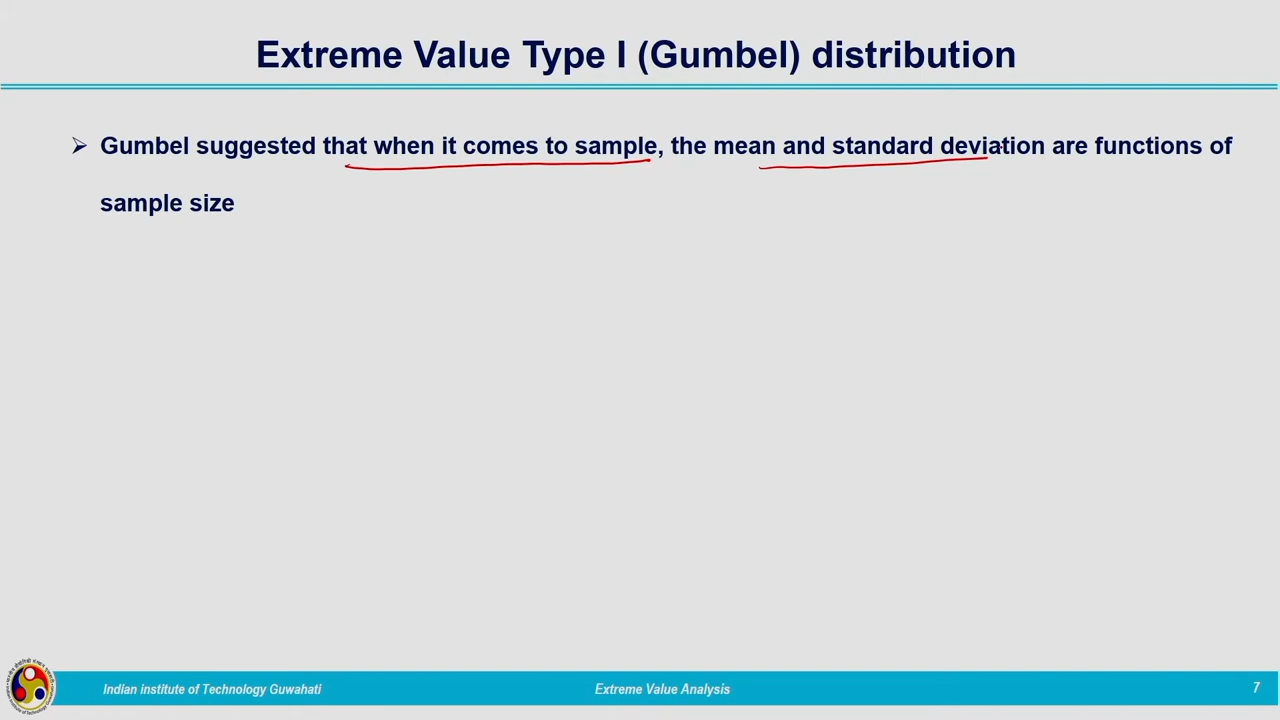 Extreme Value Type I (Gumbel) distribution
➢ Gumbel suggested that when it comes to sample, the mean and standard deviation are functions of
sample size
Indian institute of Technology Guwahati
Extreme Value Analysis
7